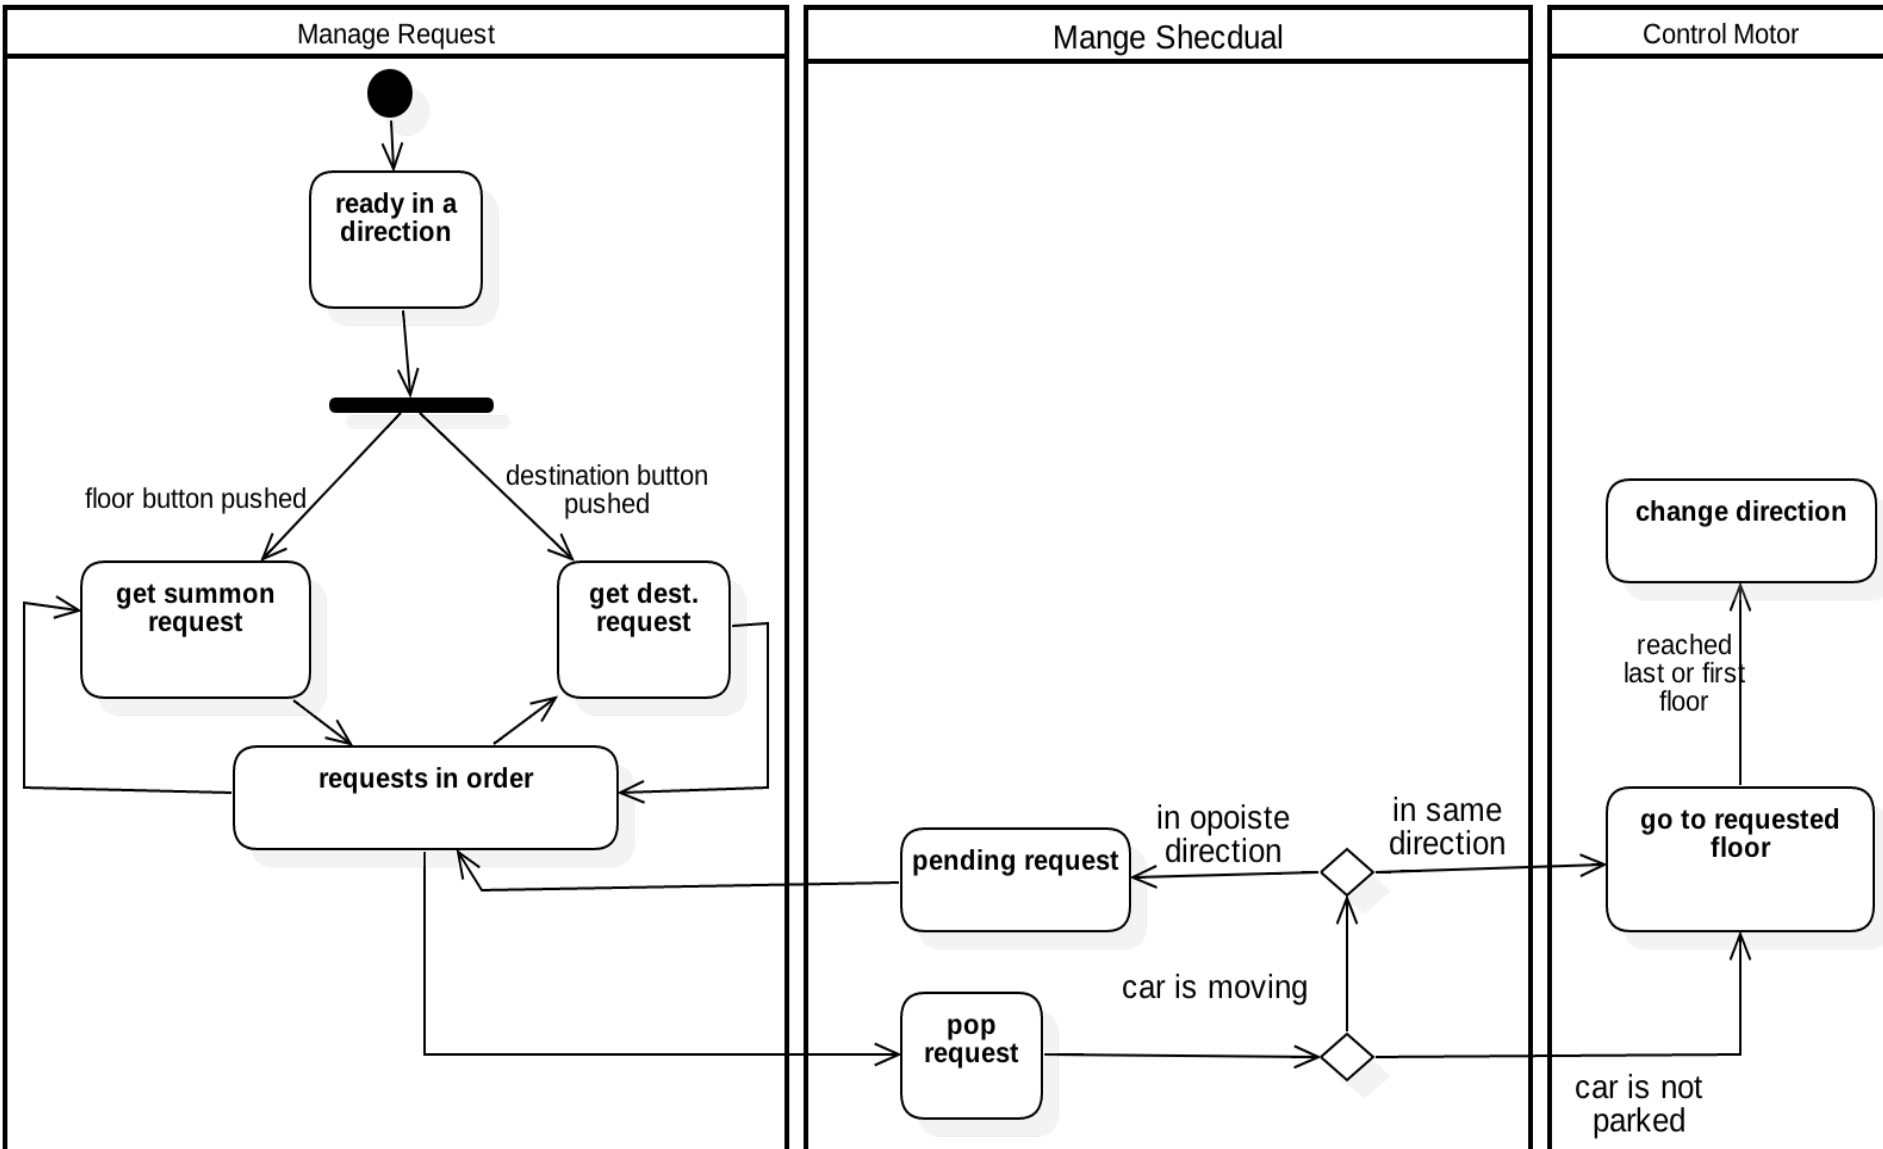 Manage Request
Mange Shecdual
Control Motor
ready in a
direction
floor button pushed
destination button
pushed
get summon
request
get dest.
request
requests in order
pending request
in opoiste
direction
in same
direction
car is moving
pop
request
change direction
reached
last or first
floor
go to requested
floor
car is not
parked